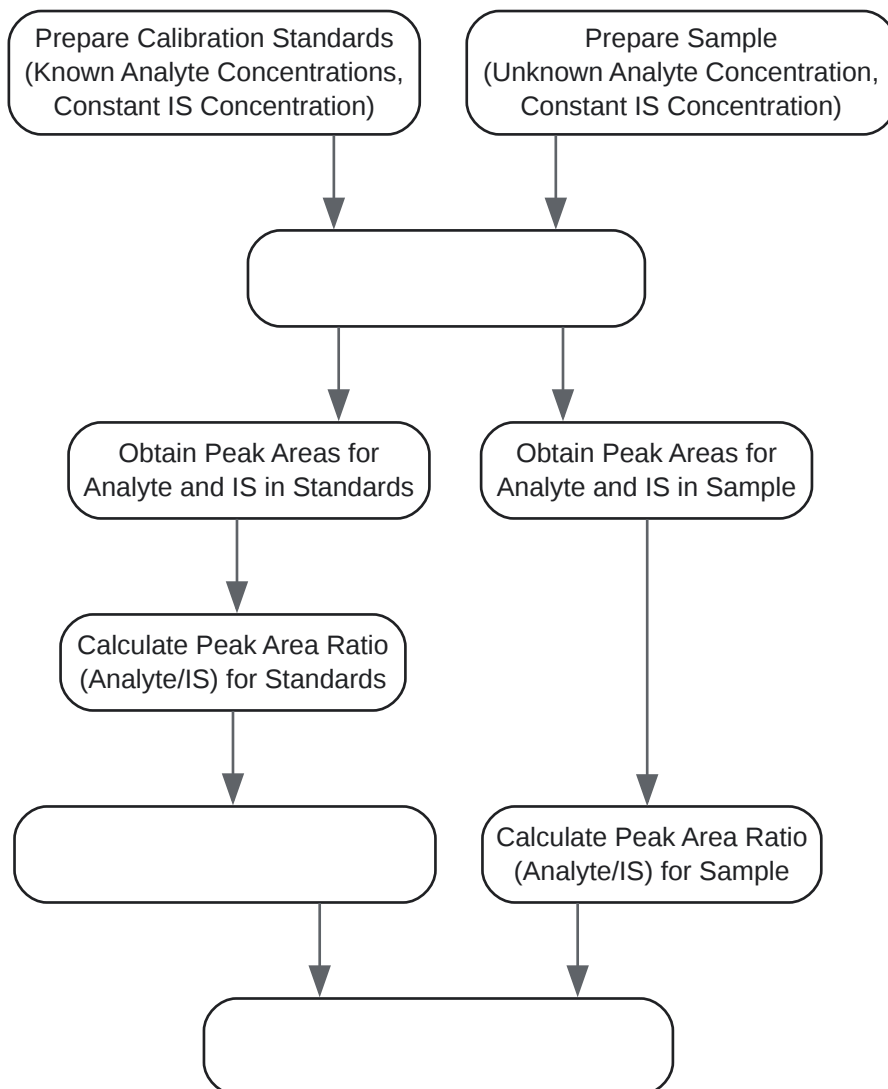 Prepare Calibration Standards
(Known Analyte Concentrations,
Constant IS Concentration)
Prepare Sample
(Unknown Analyte Concentration,
Constant IS Concentration)
Obtain Peak Areas for
Analyte and IS in Standards
Obtain Peak Areas for
Analyte and IS in Sample
Calculate Peak Area Ratio
(Analyte/IS) for Standards
Calculate Peak Area Ratio
(Analyte/IS) for Sample